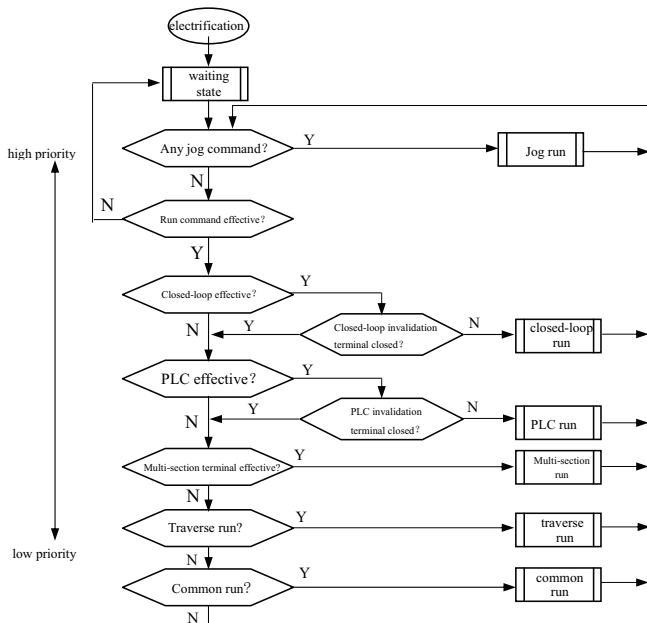 electrification
waiting
state
Any jog command?
Y
Jog run
high priority
N
N
Run command effective?
Y
Closed-loop effective?
Y
N
Y
Closed-loop invalidation
terminal closed?
N
closed-loop
run
PLC effective?
Y
N
Y
PLC invalidation
terminal closed?
N
PLC run
Multi-section terminal effective?
Y
Multi-section
run
N
Traverse run?
Y
traverse
run
low priority
N
Common run?
Y
common
run
N